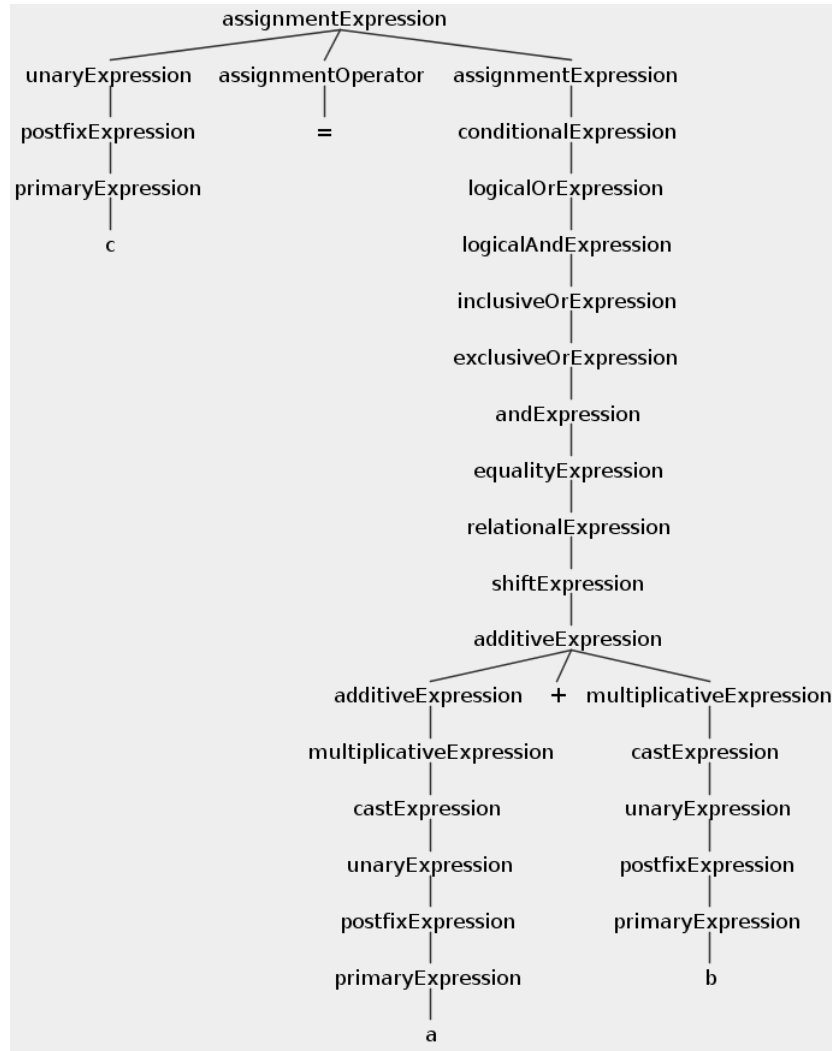 assignmentExpression
unaryExpression assignmentOperator assignmentExpression
postfixExpression = conditionalExpression
primaryExpression logicalOrExpression
c logicalAndExpression
inclusiveOrExpression
exclusiveOrExpression
andExpression
equalityExpression
relationalExpression
shiftExpression
additiveExpression
additiveExpression + multiplicativeExpression
multiplicativeExpression castExpression
castExpression unaryExpression
unaryExpression postfixExpression
postfixExpression primaryExpression
primaryExpression b
a